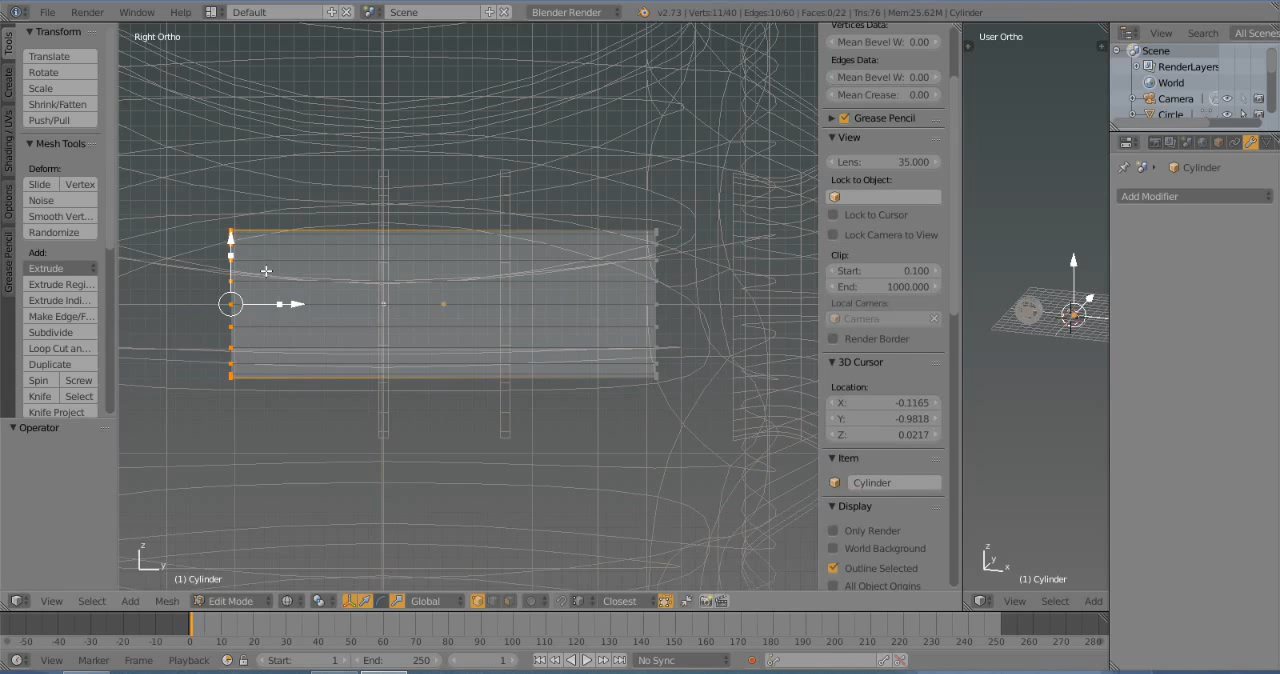 File Render Window Help Default Scene Blender Render v2.73 | Verts:11/40 | Edges:10/60 | Faces:0/22 | Tris:76 | Mem:25.62M | Cylinder
Tools
Create
Shading / UVs
Options
Grease Pencil
Transform
Translate
Rotate
Scale
Shrink/Fatten
Push/Pull
Mesh Tools
Deform:
Slide Vertex
Noise
Smooth Vert...
Randomize
Add:
Extrude
Extrude Regi...
Extrude Indi...
Make Edge/F...
Subdivide
Loop Cut an...
Duplicate
Spin Screw
Knife Select
Knife Project
Operator
Right Ortho
z
y
(1) Cylinder
Vertices Data:
Mean Bevel W: 0.00
Edges Data:
Mean Bevel W: 0.00
Mean Crease: 0.00
Grease Pencil
View
Lens: 35.000
Lock to Object:
Lock to Cursor
Lock Camera to View
Clip:
Start: 0.100
End: 1000.000
Local Camera:
Camera
Render Border
3D Cursor
Location:
X: -0.1165
Y: -0.9818
Z: 0.0217
Item
Cylinder
Display
Only Render
World Background
Outline Selected
All Object Origins
User Ortho
z
y
x
(1) Cylinder
View Search All Scenes
Scene
RenderLayers
World
Camera
Circle
Cylinder
Add Modifier
View Select Add Mesh Edit Mode Global Closest
View Select Add
-50 -40 -30 -20 -10 0 10 20 30 40 50 60 70 80 90 100 110 120 130 140 150 160 170 180 190 200 210 220 230 240 250 260 270 280
View Marker Frame Playback Start: 1 End: 250 1 No Sync